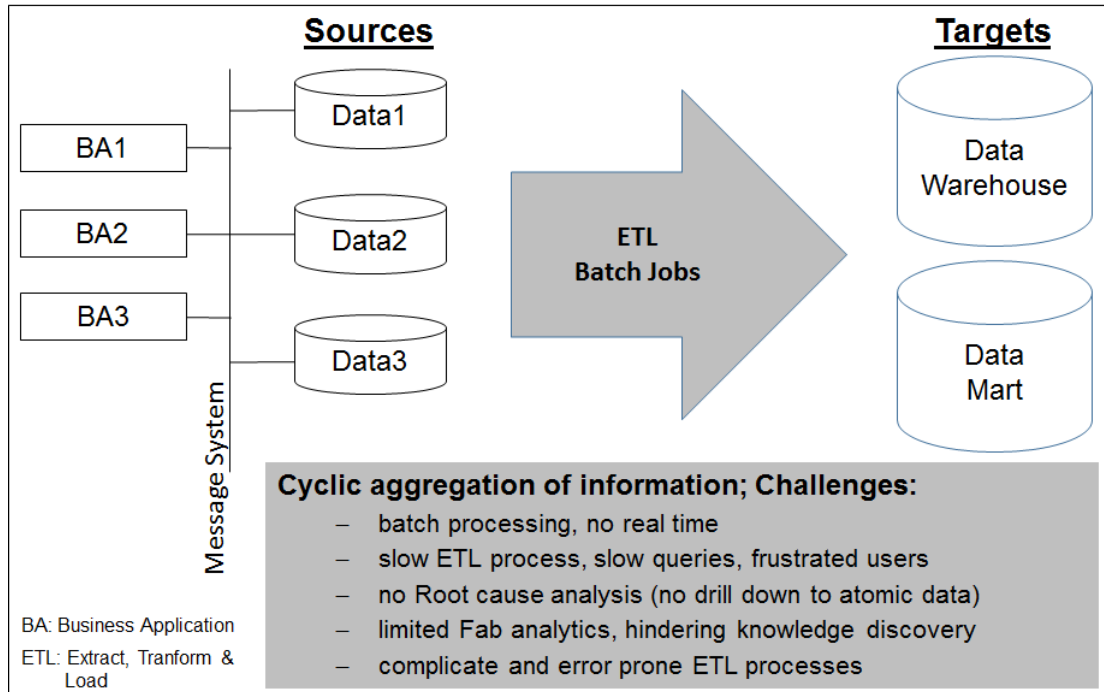 Sources
Targets
Data1
BA1
Data
Warehouse
BA2
Data2
ETL
Batch Jobs
BA3
Data3
Data
Mart
Message System
Cyclic aggregation of information; Challenges:
– batch processing, no real time
– slow ETL process, slow queries, frustrated users
– no Root cause analysis (no drill down to atomic data)
– limited Fab analytics, hindering knowledge discovery
– complicate and error prone ETL processes
BA: Business Application
ETL: Extract, Tranform &
Load